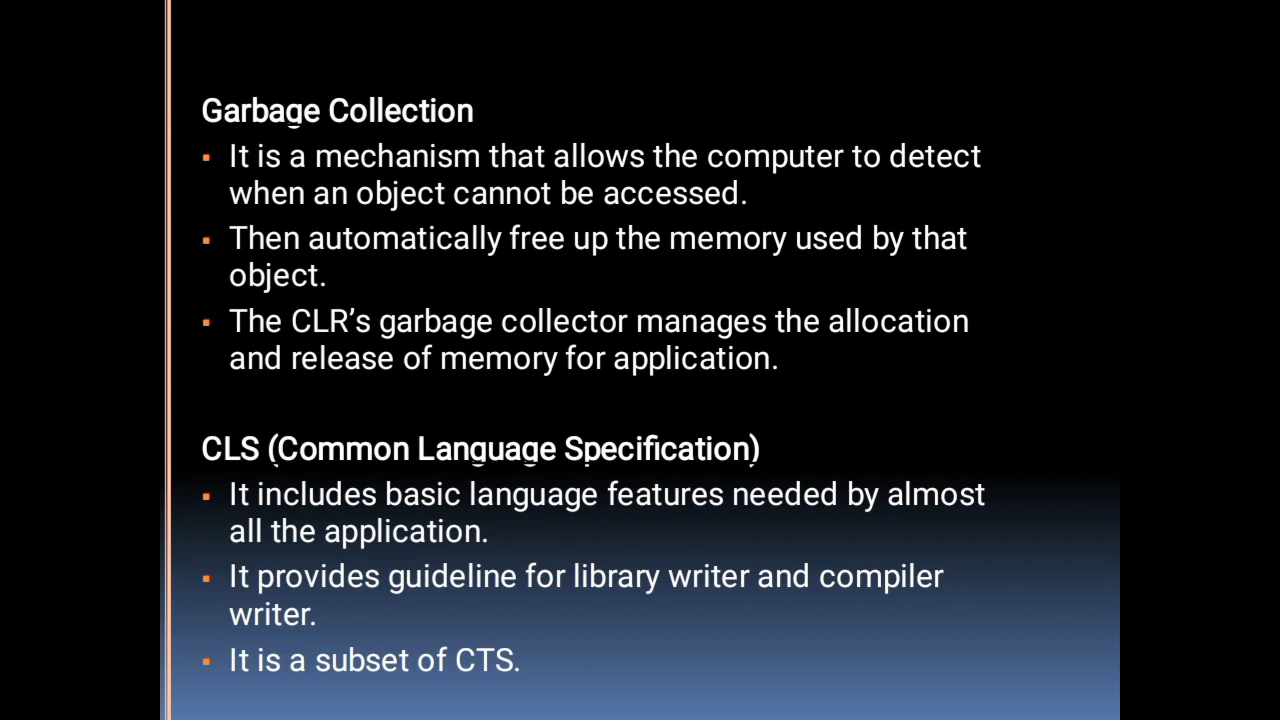 Garbage Collection
▪ It is a mechanism that allows the computer to detect
when an object cannot be accessed.
▪ Then automatically free up the memory used by that
object.
▪ The CLR’s garbage collector manages the allocation
and release of memory for application.
CLS (Common Language Specification)
▪ It includes basic language features needed by almost
all the application.
▪ It provides guideline for library writer and compiler
writer.
▪ It is a subset of CTS.